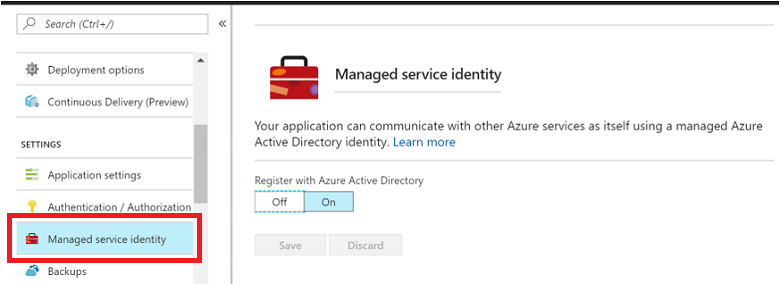 Search (Ctrl+/)
Deployment options
Continuous Delivery (Preview)
SETTINGS
Application settings
Authentication / Authorization
Managed service identity
Backups
Managed service identity
Your application can communicate with other Azure services as itself using a managed Azure
Active Directory identity. Learn more
Register with Azure Active Directory
Off On
Save Discard